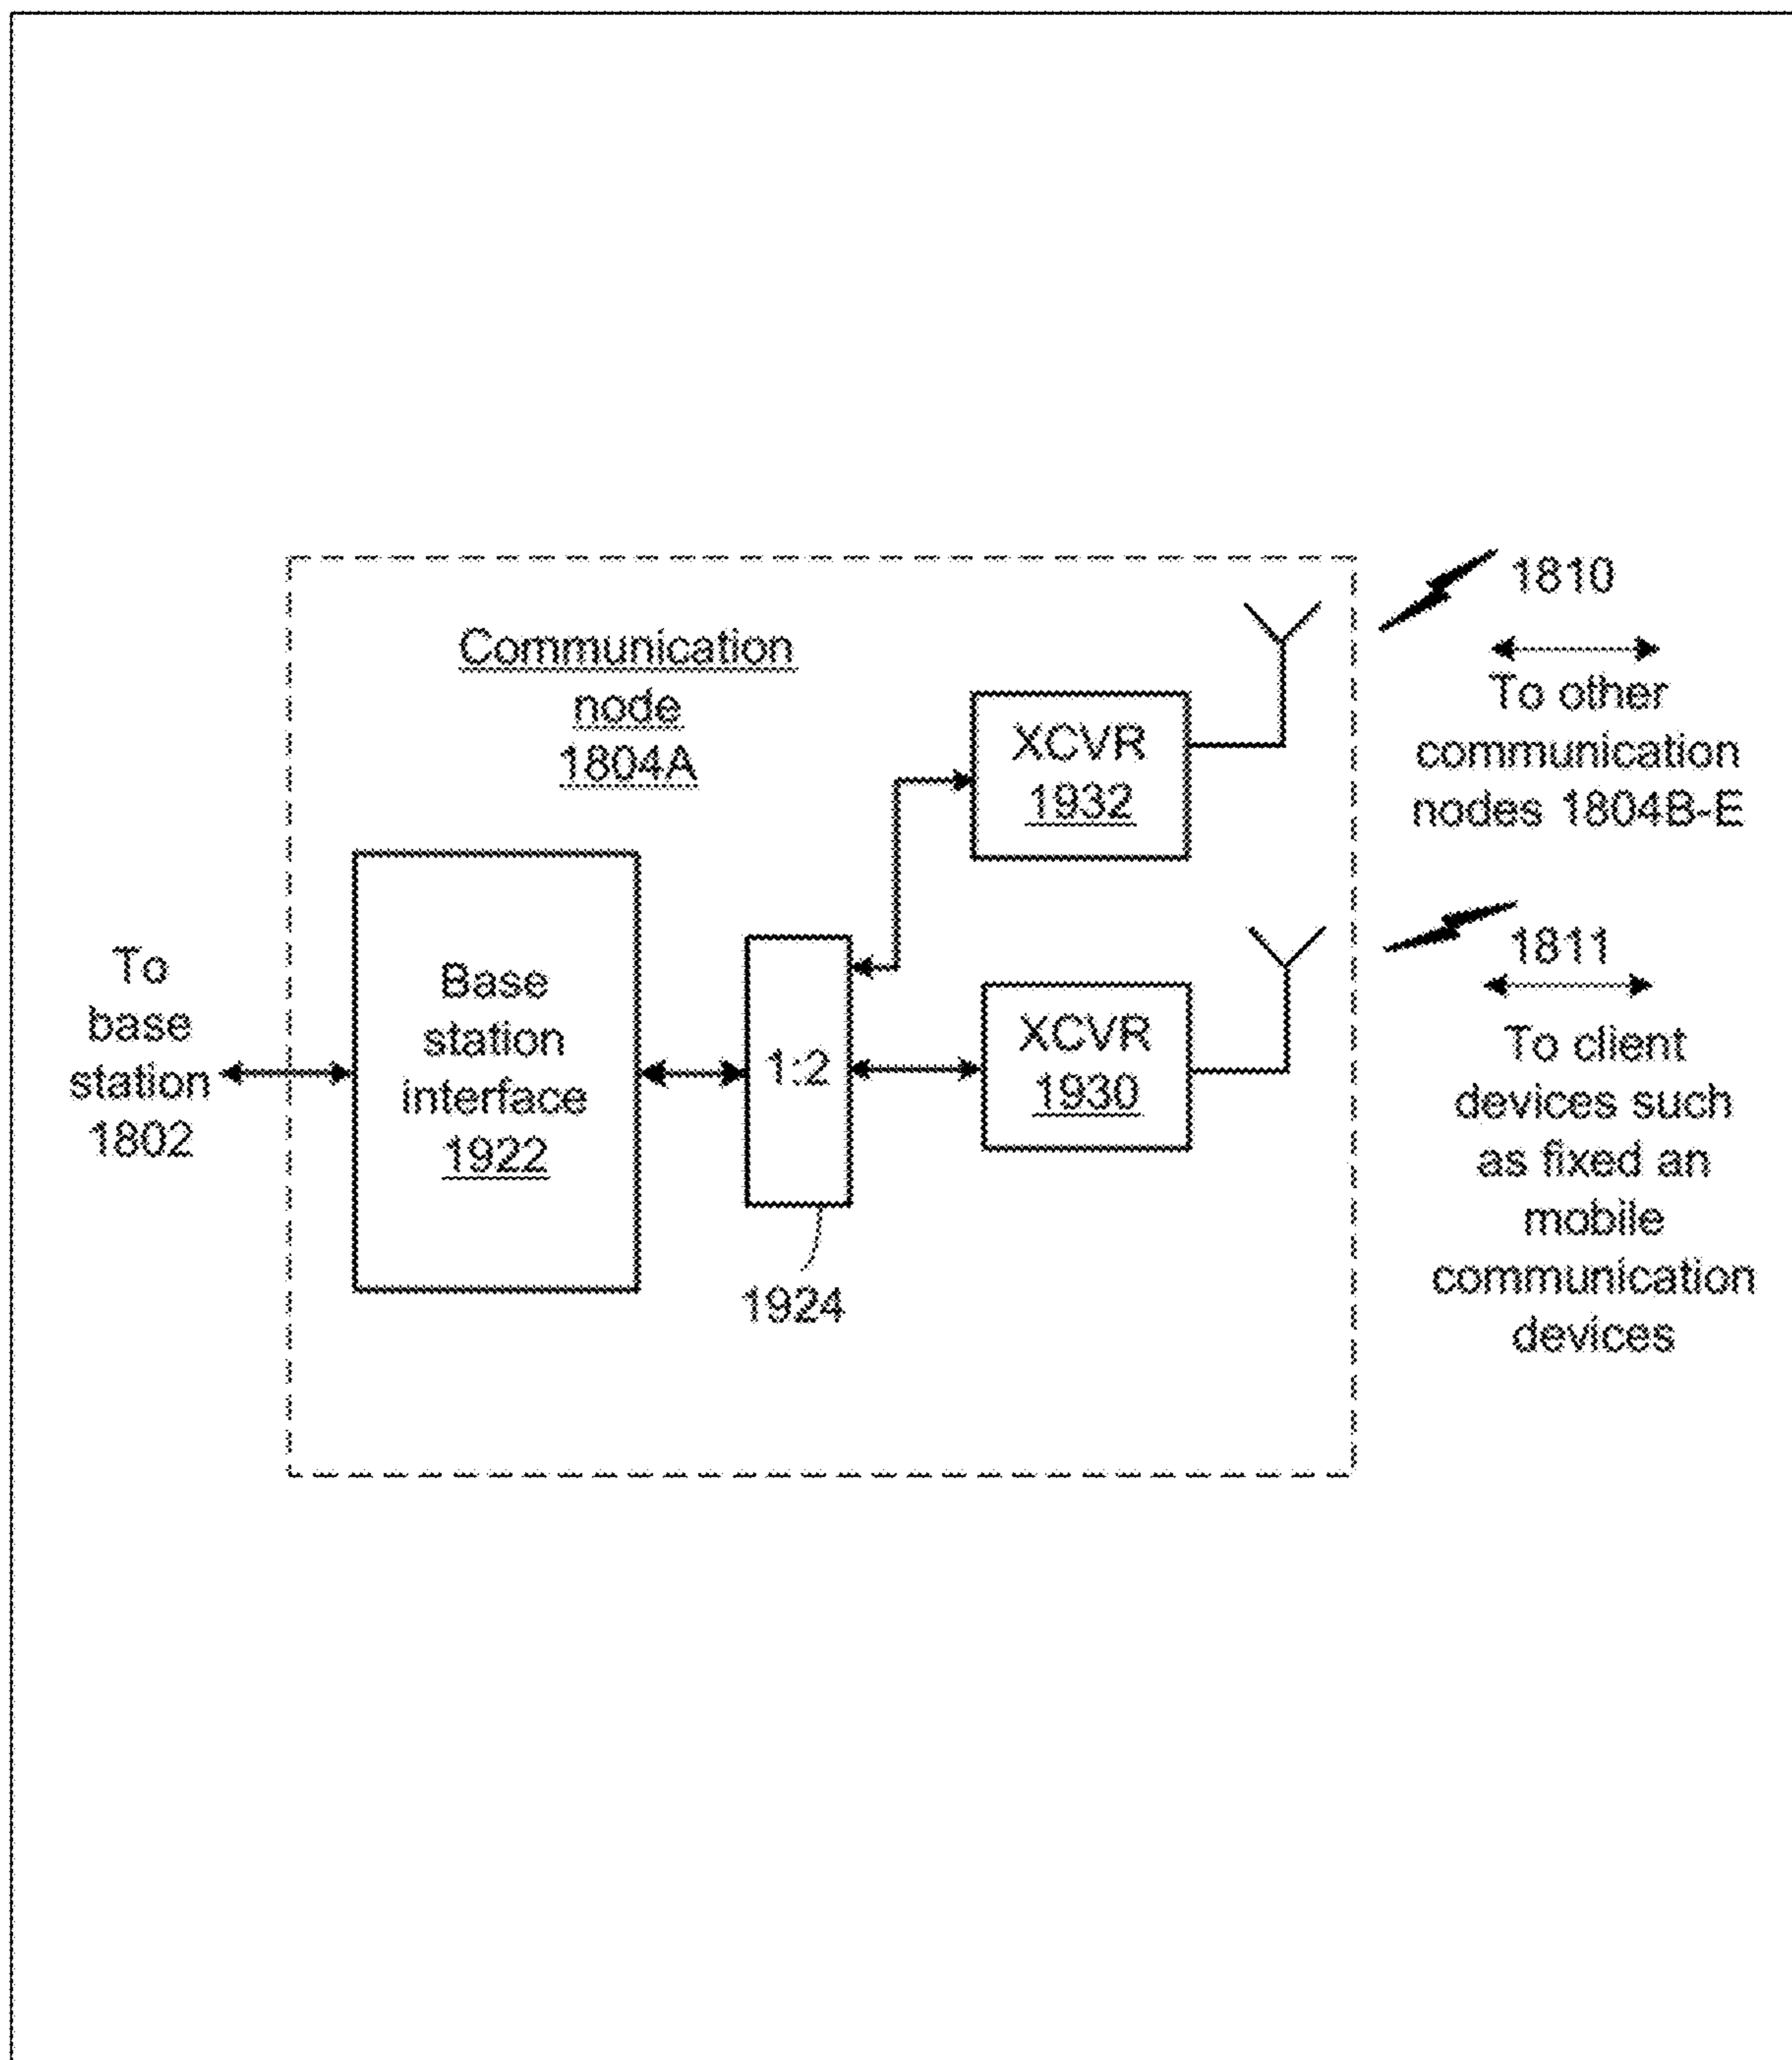 Communication
node
1804A
To
base
station
1802
Base
station
interface
1922
1:2
1924
XCVR
1932
XCVR
1930
1810
To other
communication
nodes 1804B-E
1811
To client
devices such
as fixed an
mobile
communication
devices